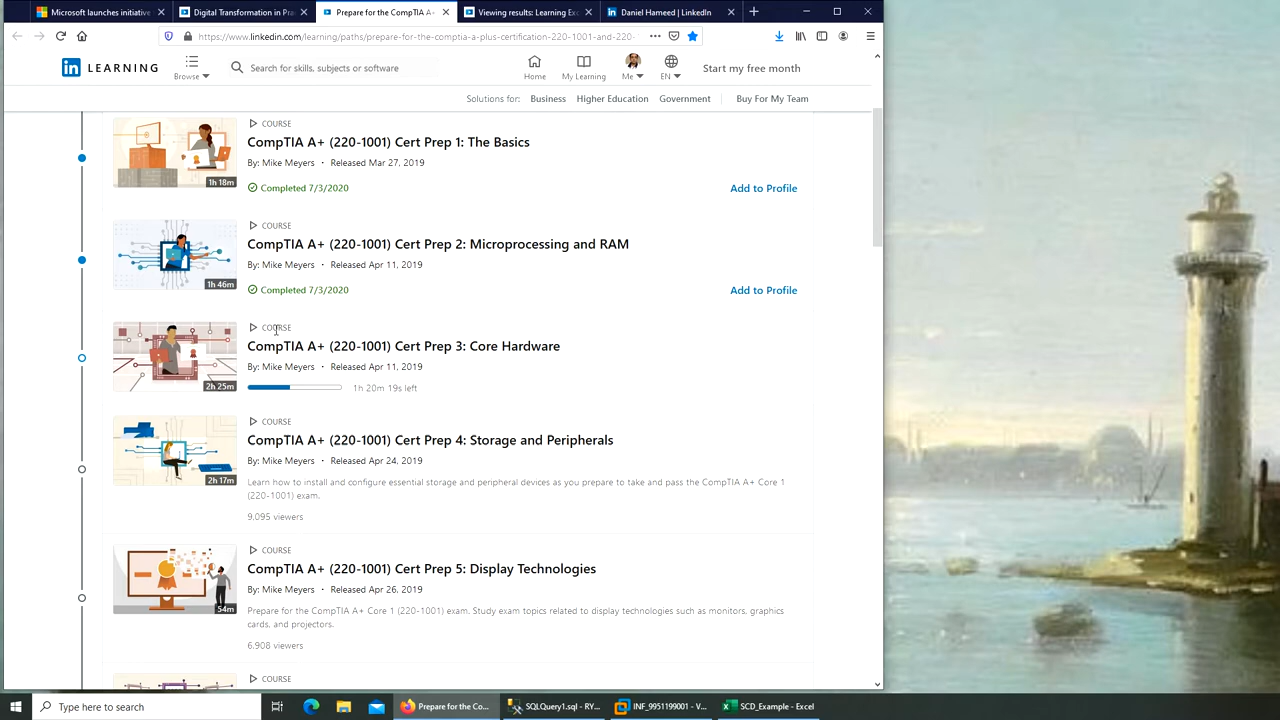 Microsoft launches initiative
Digital Transformation in Pra
Prepare for the CompTIA A+
Viewing results: Learning Exc
Daniel Hameed | LinkedIn
https://www.linkedin.com/learning/paths/prepare-for-the-comptia-a-plus-certification-220-1001-and-220-
in LEARNING
Browse
Search for skills, subjects or software
Home
My Learning
Me
EN
Start my free month
Solutions for:
Business
Higher Education
Government
Buy For My Team
COURSE
CompTIA A+ (220-1001) Cert Prep 1: The Basics
By: Mike Meyers · Released Mar 27, 2019
1h 18m
Completed 7/3/2020
Add to Profile
COURSE
CompTIA A+ (220-1001) Cert Prep 2: Microprocessing and RAM
By: Mike Meyers · Released Apr 11, 2019
1h 46m
Completed 7/3/2020
Add to Profile
COURSE
CompTIA A+ (220-1001) Cert Prep 3: Core Hardware
By: Mike Meyers · Released Apr 11, 2019
2h 25m
1h 20m 19s left
COURSE
CompTIA A+ (220-1001) Cert Prep 4: Storage and Peripherals
By: Mike Meyers · Released Apr 24, 2019
2h 17m
Learn how to install and configure essential storage and peripheral devices as you prepare to take and pass the CompTIA A+ Core 1
(220-1001) exam.
9,095 viewers
COURSE
CompTIA A+ (220-1001) Cert Prep 5: Display Technologies
By: Mike Meyers · Released Apr 26, 2019
54m
Prepare for the CompTIA A+ Core 1 (220-1001) exam. Study exam topics related to display technologies such as monitors, graphics
cards, and projectors.
6,908 viewers
COURSE
Type here to search
Prepare for the Co...
SQLQuery1.sql - RY...
INF_9951199001 - V...
SCD_Example - Excel